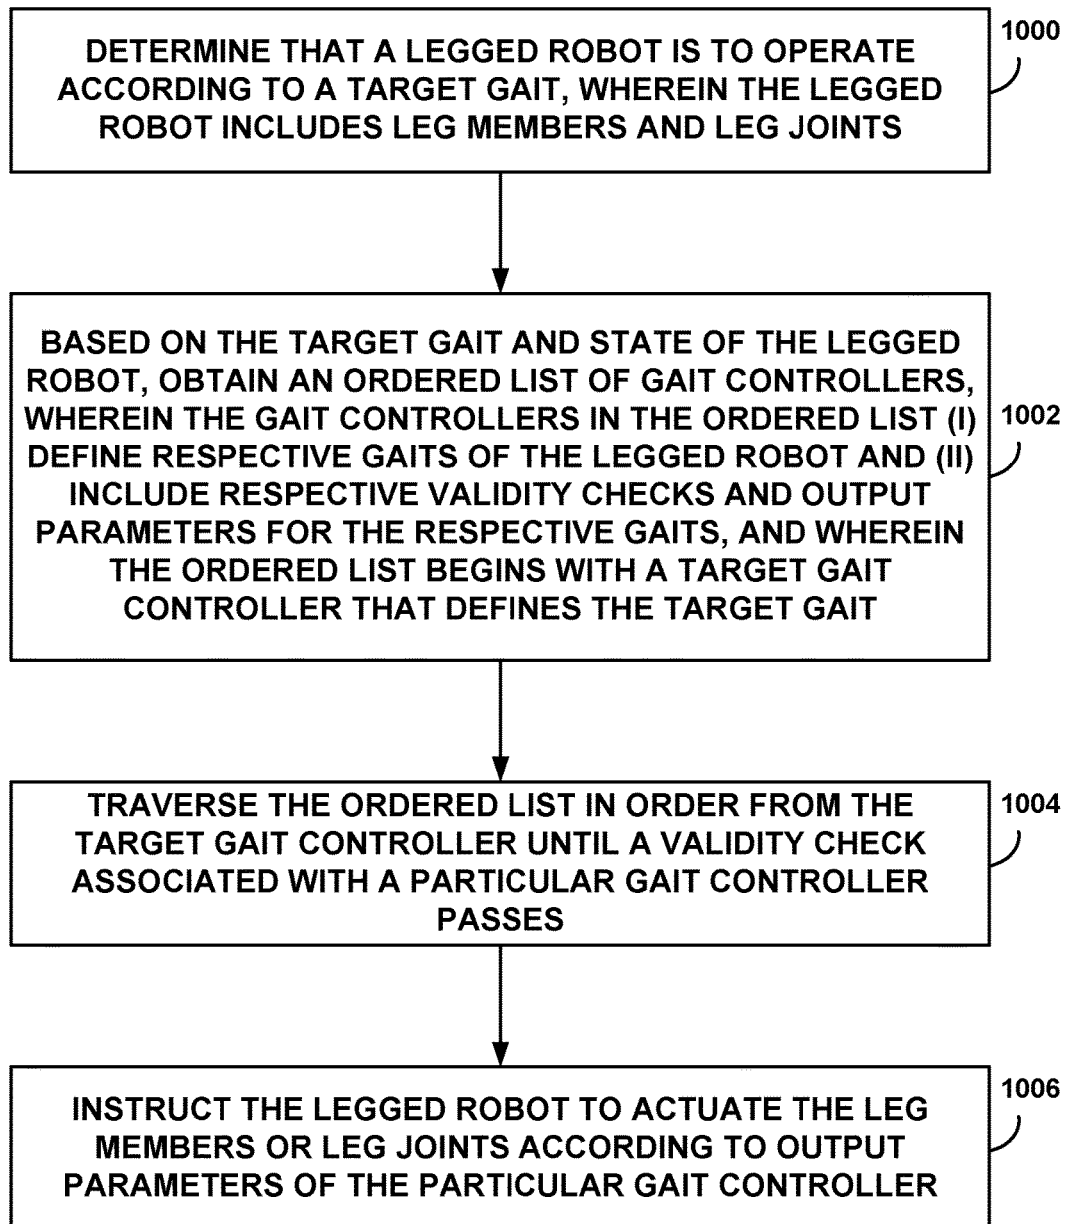 DETERMINE THAT A LEGGED ROBOT IS TO OPERATE
ACCORDING TO A TARGET GAIT, WHEREIN THE LEGGED
ROBOT INCLUDES LEG MEMBERS AND LEG JOINTS
1000
BASED ON THE TARGET GAIT AND STATE OF THE LEGGED
ROBOT, OBTAIN AN ORDERED LIST OF GAIT CONTROLLERS,
WHEREIN THE GAIT CONTROLLERS IN THE ORDERED LIST (I)
DEFINE RESPECTIVE GAITS OF THE LEGGED ROBOT AND (II)
INCLUDE RESPECTIVE VALIDITY CHECKS AND OUTPUT
PARAMETERS FOR THE RESPECTIVE GAITS, AND WHEREIN
THE ORDERED LIST BEGINS WITH A TARGET GAIT
CONTROLLER THAT DEFINES THE TARGET GAIT
1002
TRAVERSE THE ORDERED LIST IN ORDER FROM THE
TARGET GAIT CONTROLLER UNTIL A VALIDITY CHECK
ASSOCIATED WITH A PARTICULAR GAIT CONTROLLER
PASSES
1004
INSTRUCT THE LEGGED ROBOT TO ACTUATE THE LEG
MEMBERS OR LEG JOINTS ACCORDING TO OUTPUT
PARAMETERS OF THE PARTICULAR GAIT CONTROLLER
1006